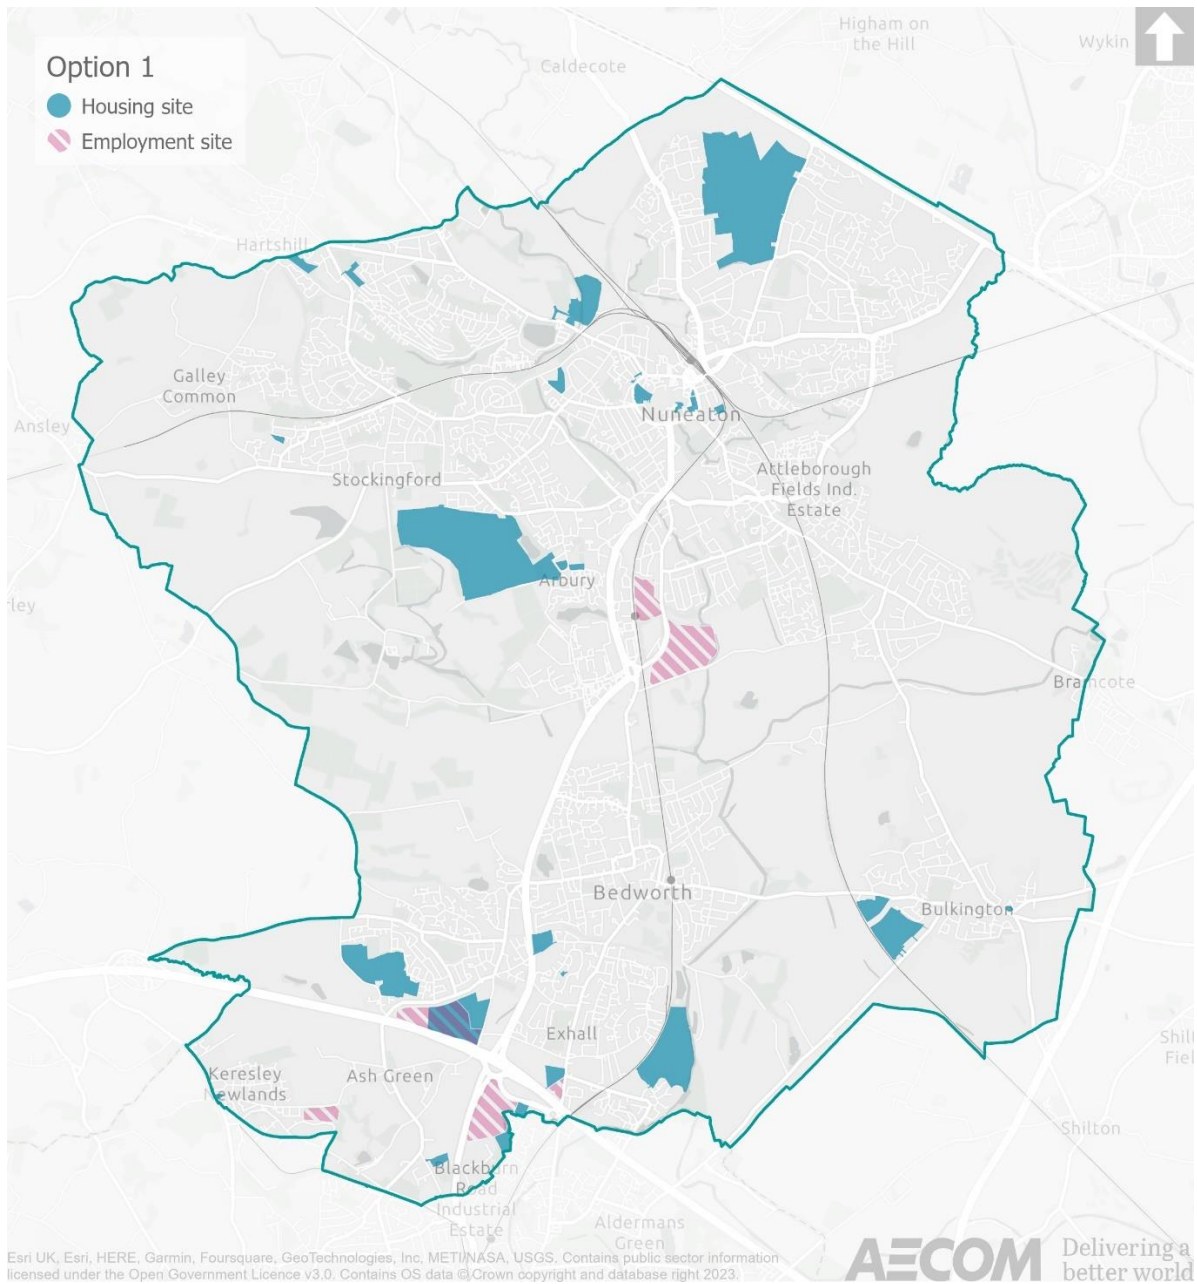 Option 1
Housing site
Employment site
Higham on
the Hill
Wykin
Caldecote
Hartshill
Galley
Common
Ansley
Nuneaton
Stockingford
Attleborough
Fields Ind.
Estate
Arbury
rley
Bramcote
Bedworth
Bulkington
Exhall
Keresley
Newlands
Ash Green
Shilt
Fiel
Shilton
Blackburn
Road
Industrial
Estate
Aldermans
Green
Esri UK, Esri, HERE, Garmin, Foursquare, GeoTechnologies, Inc, METI/NASA, USGS. Contains public sector information
licensed under the Open Government Licence v3.0. Contains OS data © Crown copyright and database right 2023.
AECOM
Delivering a
better world